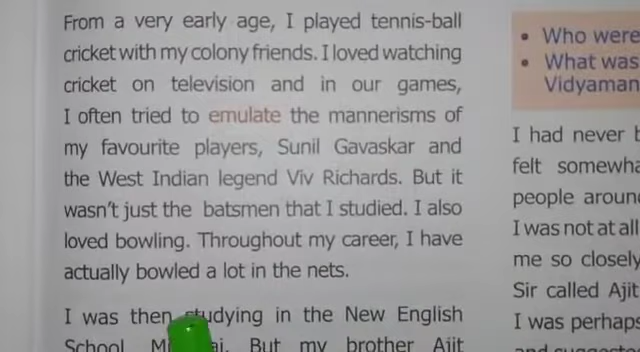 From a very early age, I played tennis-ball
cricket with my colony friends. I loved watching
cricket on television and in our games,
I often tried to emulate the mannerisms of
my favourite players, Sunil Gavaskar and
the West Indian legend Viv Richards. But it
wasn't just the batsmen that I studied. I also
loved bowling. Throughout my career, I have
actually bowled a lot in the nets.
I was then studying in the New English
School, But my brother Ajit
• Who were
• What was
Vidyaman
I had never b
felt somewha
people aroun
I was not at all
me so closely
Sir called Ajit
I was perhaps
and suggeste